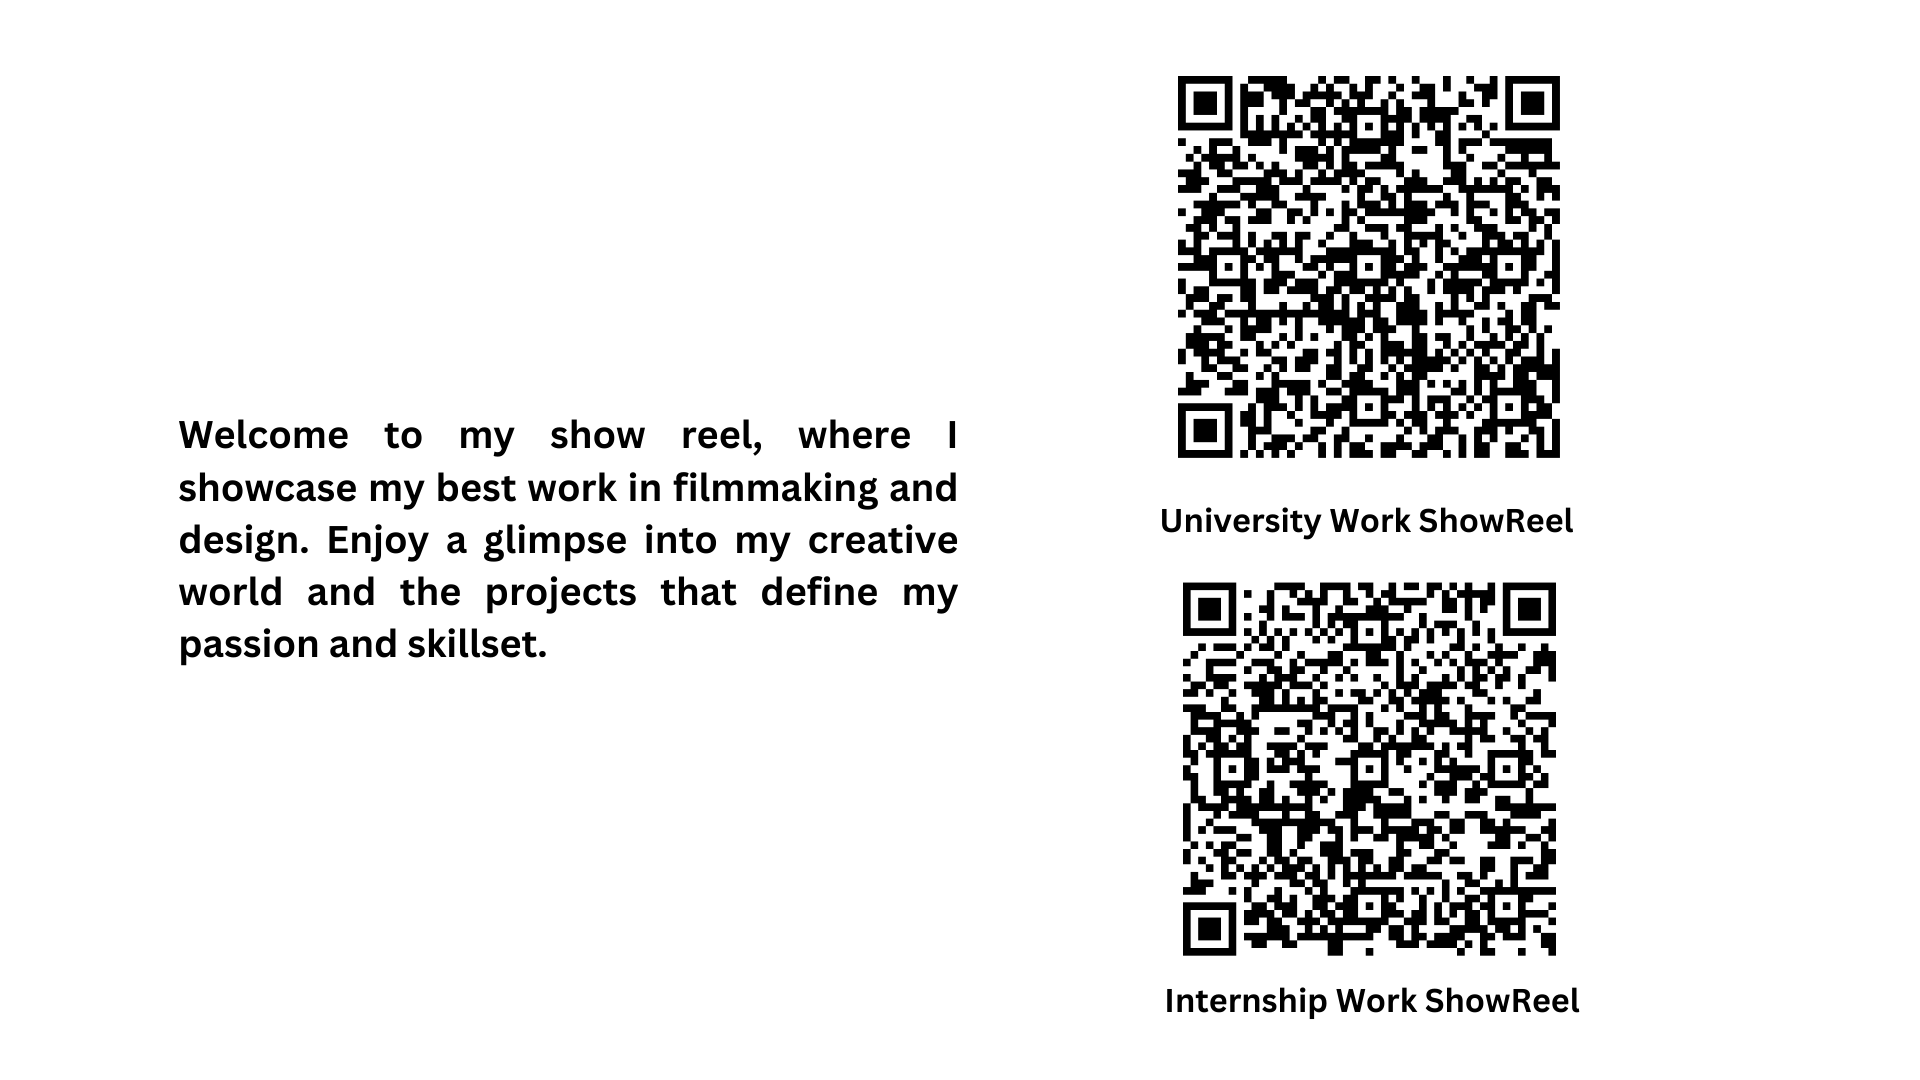 Welcome to my show reel, where I
showcase my best work in filmmaking and
design. Enjoy a glimpse into my creative
world and the projects that define my
passion and skillset.
University Work ShowReel
Internship Work ShowReel